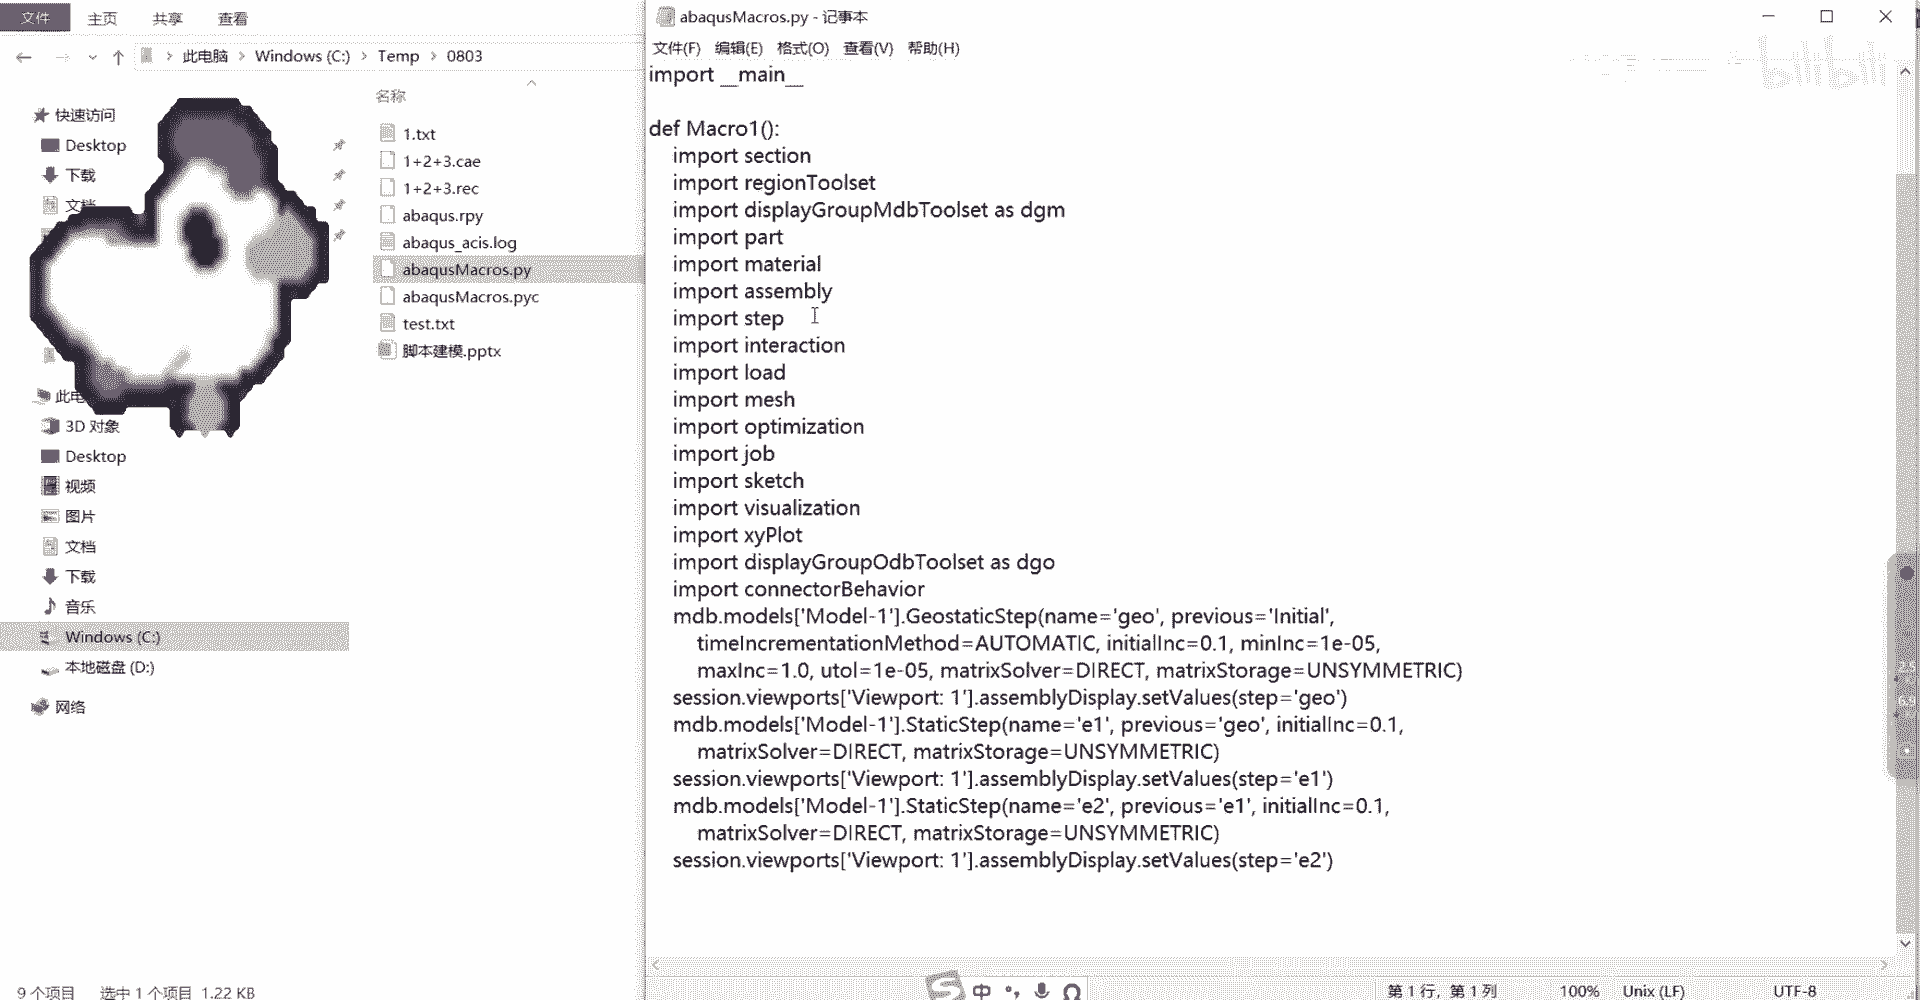 文件 主页 共享 查看
此电脑 Windows (C:) Temp 0803
快速访问
Desktop
下载
文档
此电
3D 对象
Desktop
视频
图片
文档
下载
音乐
Windows (C:)
本地磁盘 (D:)
网络
名称
1.txt
1+2+3.cae
1+2+3.rec
abaqus.rpy
abaqus_acis.log
abaqusMacros.py
abaqusMacros.pyc
test.txt
脚本建模.pptx
9 个项目 选中 1 个项目 1.22 KB
abaqusMacros.py - 记事本
文件(F) 编辑(E) 格式(O) 查看(V) 帮助(H)
bilibili
import __main__
def Macro1():
import section
import regionToolset
import displayGroupMdbToolset as dgm
import part
import material
import assembly
import step
import interaction
import load
import mesh
import optimization
import job
import sketch
import visualization
import xyPlot
import displayGroupOdbToolset as dgo
import connectorBehavior
mdb.models['Model-1'].GeostaticStep(name='geo', previous='Initial',
timeIncrementationMethod=AUTOMATIC, initialInc=0.1, minInc=1e-05,
maxInc=1.0, utol=1e-05, matrixSolver=DIRECT, matrixStorage=UNSYMMETRIC)
session.viewports['Viewport: 1'].assemblyDisplay.setValues(step='geo')
mdb.models['Model-1'].StaticStep(name='e1', previous='geo', initialInc=0.1,
matrixSolver=DIRECT, matrixStorage=UNSYMMETRIC)
session.viewports['Viewport: 1'].assemblyDisplay.setValues(step='e1')
mdb.models['Model-1'].StaticStep(name='e2', previous='e1', initialInc=0.1,
matrixSolver=DIRECT, matrixStorage=UNSYMMETRIC)
session.viewports['Viewport: 1'].assemblyDisplay.setValues(step='e2')
中
第 1 行，第 1 列 100% Unix (LF) UTF-8